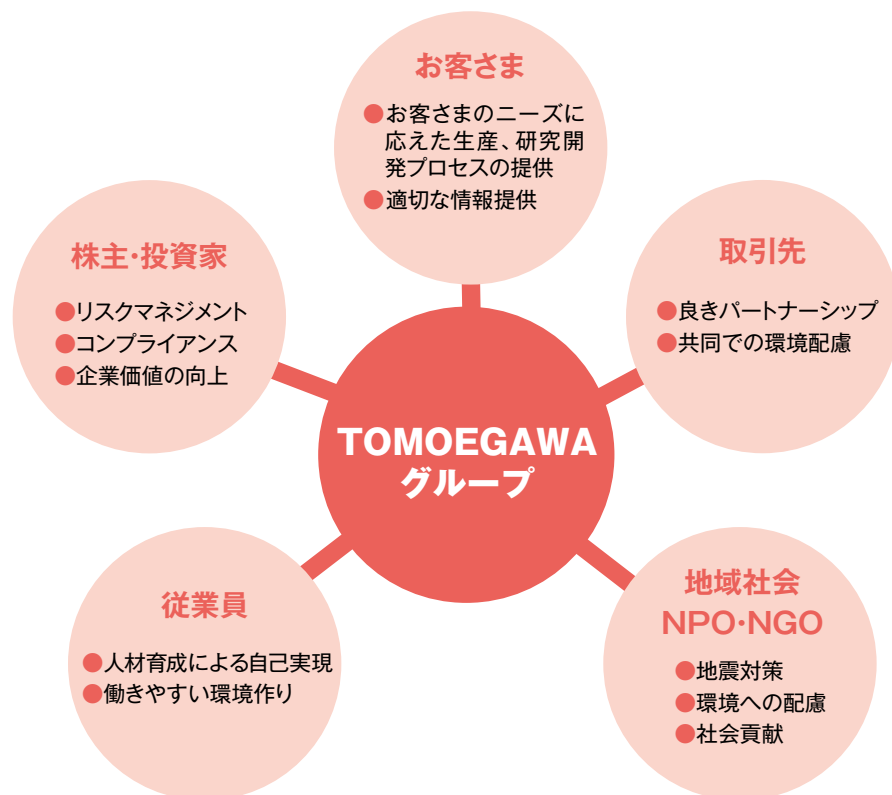 お客さま
●お客さまのニーズに
応えた生産、研究開
発プロセスの提供
●適切な情報提供
株主・投資家
●リスクマネジメント
●コンプライアンス
●企業価値の向上
取引先
●良きパートナーシップ
●共同での環境配慮
TOMOEGAWA
グループ
従業員
●人材育成による自己実現
●働きやすい環境作り
地域社会
NPO・NGO
●地震対策
●環境への配慮
●社会貢献